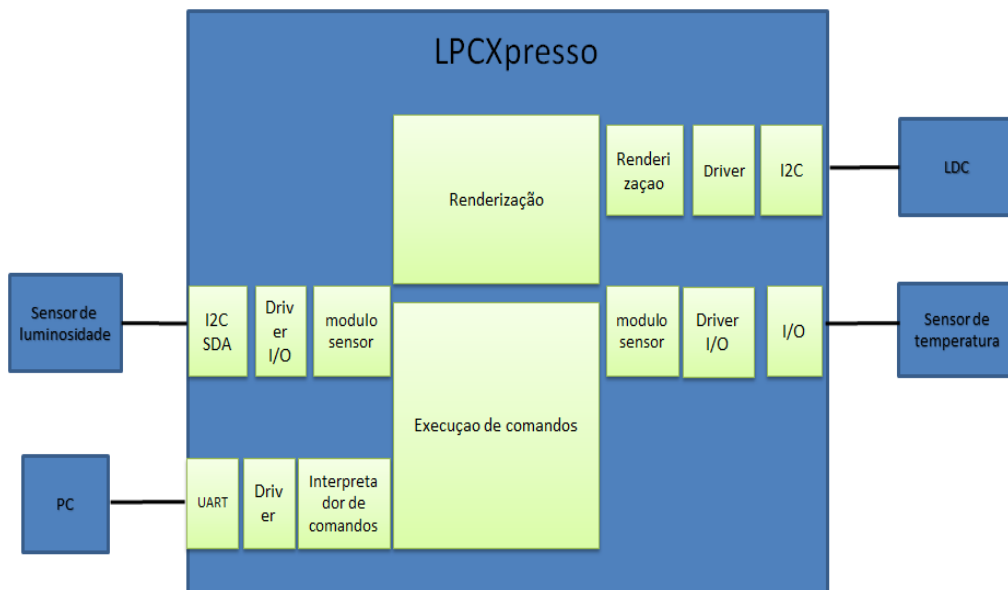 LPCXpresso
Renderização
Renderi
zaçao
Driver
I2C
LDC
Sensor de
luminosidade
I2C
SDA
Driv
er
I/O
modulo
sensor
Execuçao de comandos
modulo
sensor
Driver
I/O
I/O
Sensor de
temperatura
PC
UART
Driv
er
Interpreta
dor de
comandos